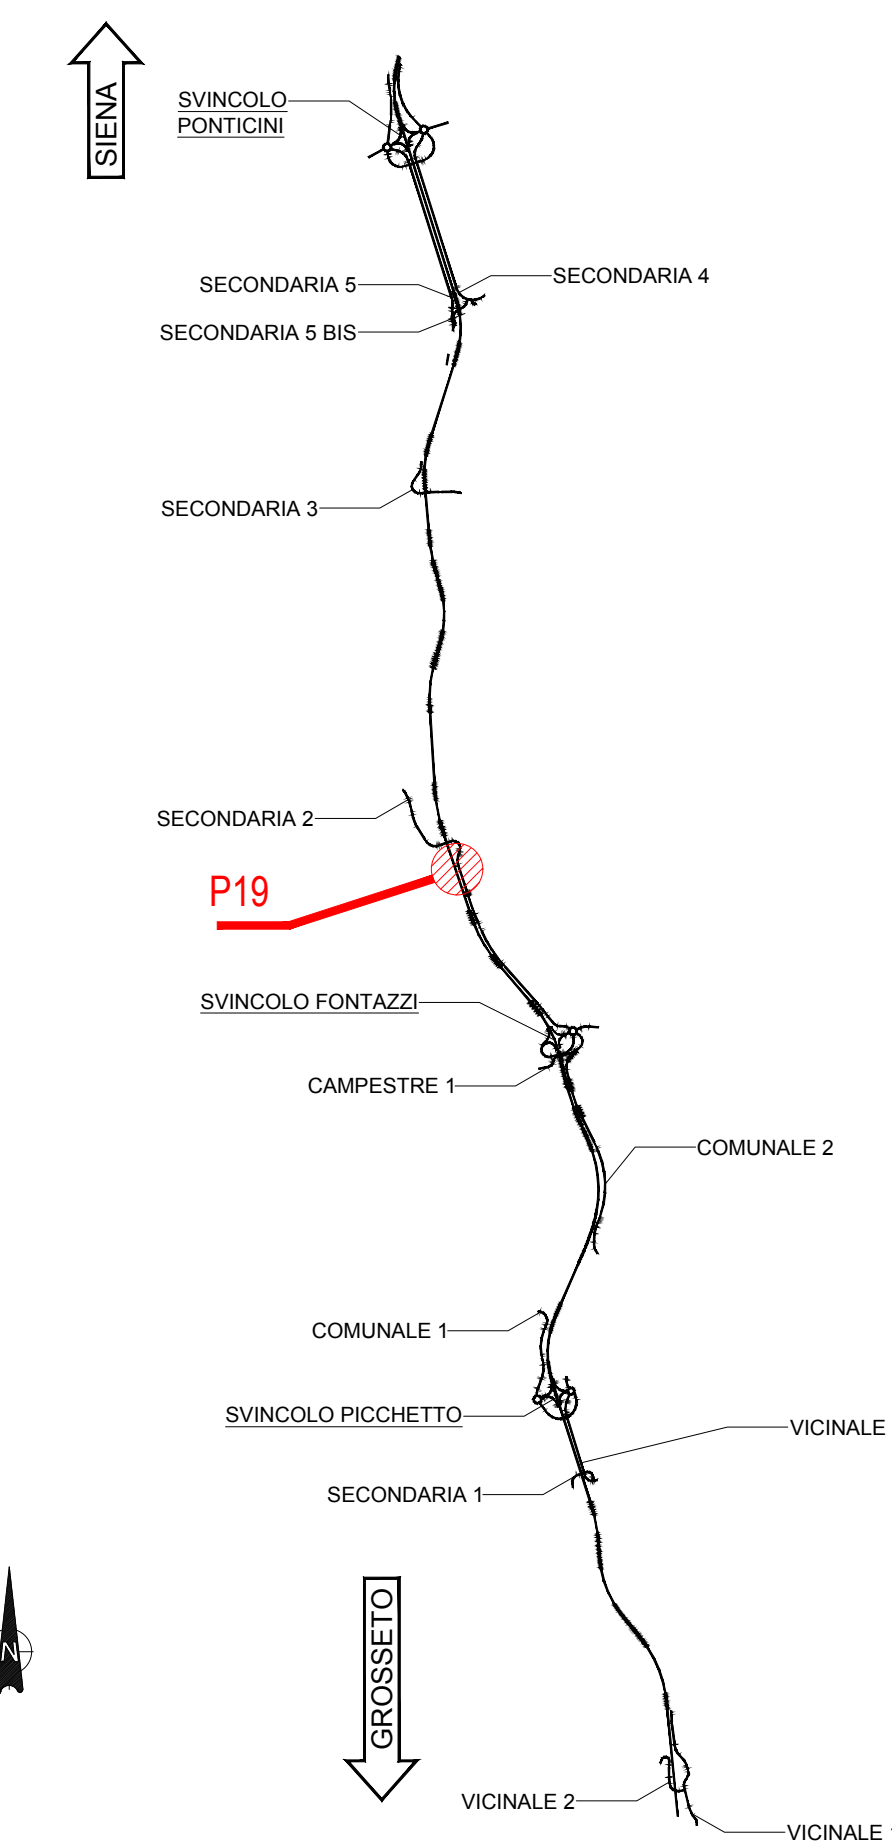 SIENA
SVINCOLO
PONTICINI
SECONDARIA 4
SECONDARIA 5
SECONDARIA 5 BIS
SECONDARIA 3
SECONDARIA 2
P19
SVINCOLO FONTAZZI
CAMPESTRE 1
COMUNALE 2
COMUNALE 1
SVINCOLO PICCHETTO
VICINALE
SECONDARIA 1
GROSSETO
N
VICINALE 2
VICINALE